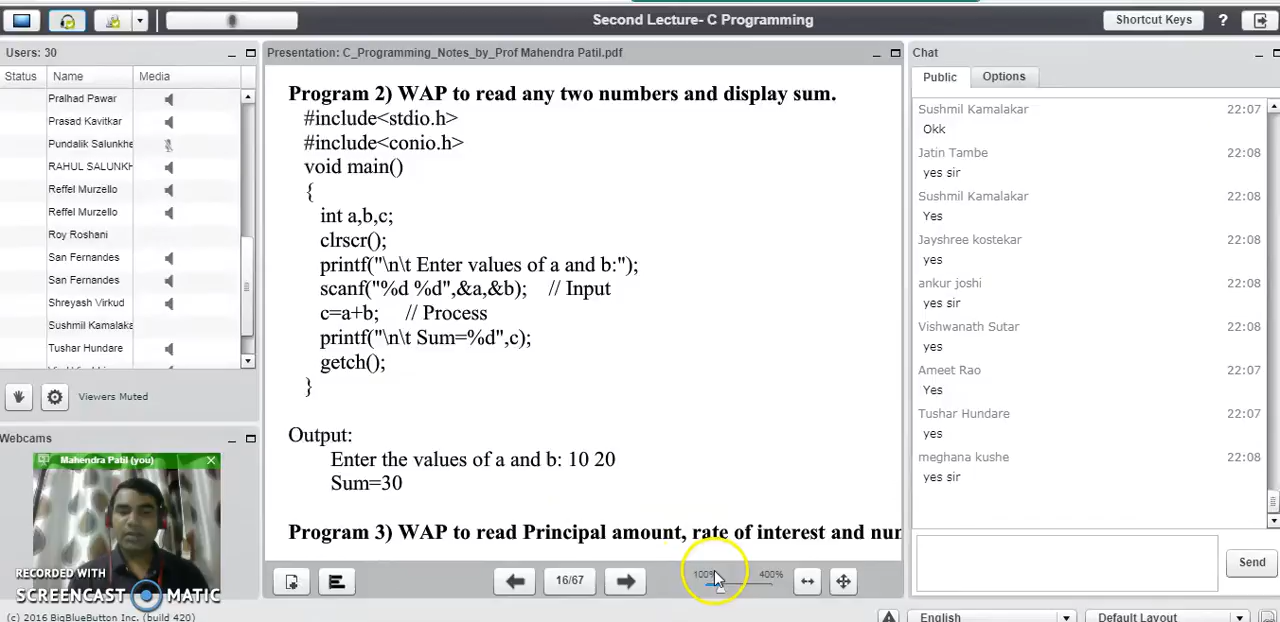 Second Lecture- C Programming
Shortcut Keys
?
Users: 30
Status Name Media
Pralhad Pawar
Prasad Kavitkar
Pundalik Salunkhe
RAHUL SALUNKH
Reffel Murzello
Reffel Murzello
Roy Roshani
San Fernandes
San Fernandes
Shreyash Virkud
Sushmil Kamalaka
Tushar Hundare
Viewers Muted
Webcams
Mahendra Patil (you)
RECORDED WITH
SCREENCAST MATIC
(c) 2016 BigBlueButton Inc. (build 420)
Presentation: C_Programming_Notes_by_Prof Mahendra Patil.pdf
Program 2) WAP to read any two numbers and display sum.
#include<stdio.h>
#include<conio.h>
void main()
{
int a,b,c;
clrscr();
printf("\n\t Enter values of a and b:");
scanf("%d %d",&a,&b); // Input
c=a+b; // Process
printf("\n\t Sum=%d",c);
getch();
}
Output:
Enter the values of a and b: 10 20
Sum=30
Program 3) WAP to read Principal amount, rate of interest and nun
16/67
100% 400%
Chat
Public Options
Sushmil Kamalakar 22:07
Okk
Jatin Tambe 22:08
yes sir
Sushmil Kamalakar 22:08
Yes
Jayshree kostekar 22:08
yes
ankur joshi 22:08
yes sir
Vishwanath Sutar 22:08
yes
Ameet Rao 22:07
Yes
Tushar Hundare 22:07
yes
meghana kushe 22:08
yes sir
Send
English
Default Layout